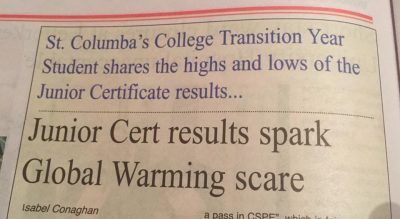 St. Columba's College Transition Year
Student shares the highs and lows of the
Junior Certificate results...
Junior Cert results spark
Global Warming scare
Isabel Conaghan
a pass in CSPE", which